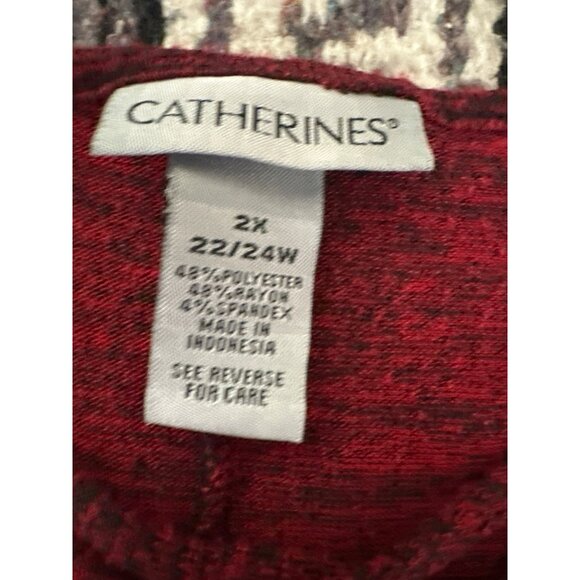 CATHERINES®
2X
22/24W
48%POLYESTER
48%RAYON
4%SPANDEX
MADE IN
INDONESIA
SEE REVERSE
FOR CARE